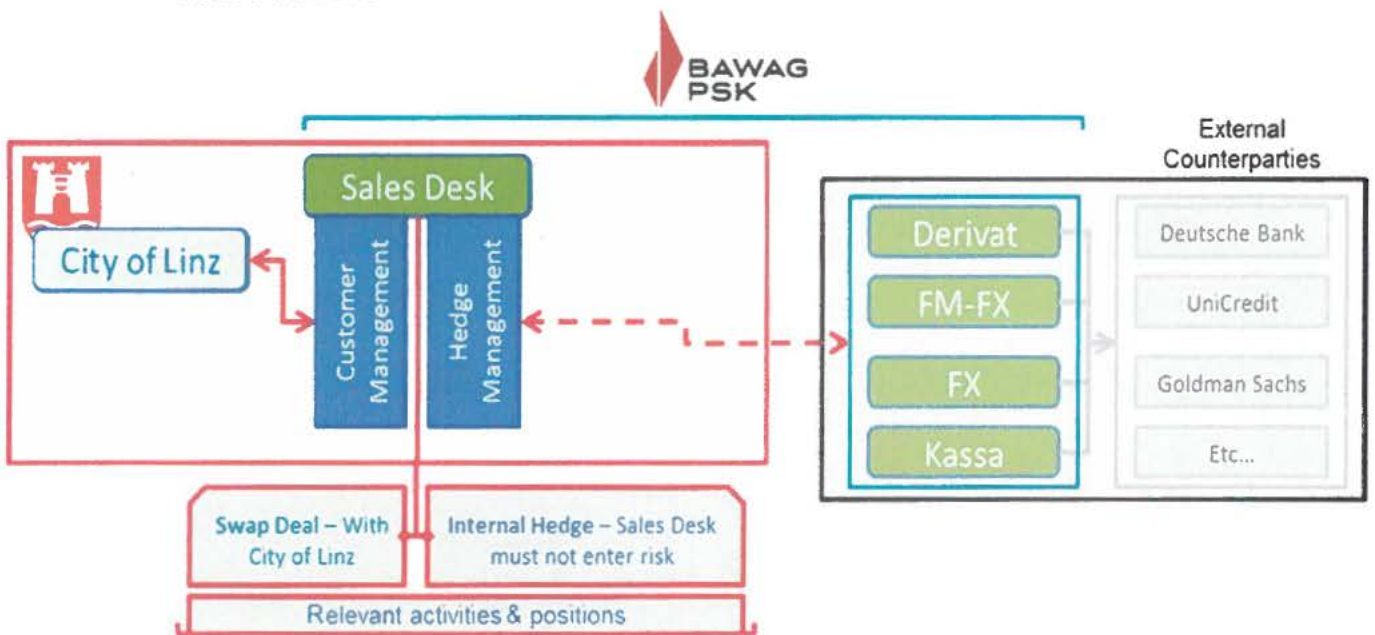 BAWAG
PSK
External
Counterparties
Sales Desk
City of Linz
Customer
Management
Hedge
Management
Derivat
FM-FX
FX
Kassa
Deutsche Bank
UniCredit
Goldman Sachs
Etc...
Swap Deal – With
City of Linz
Internal Hedge – Sales Desk
must not enter risk
Relevant activities & positions